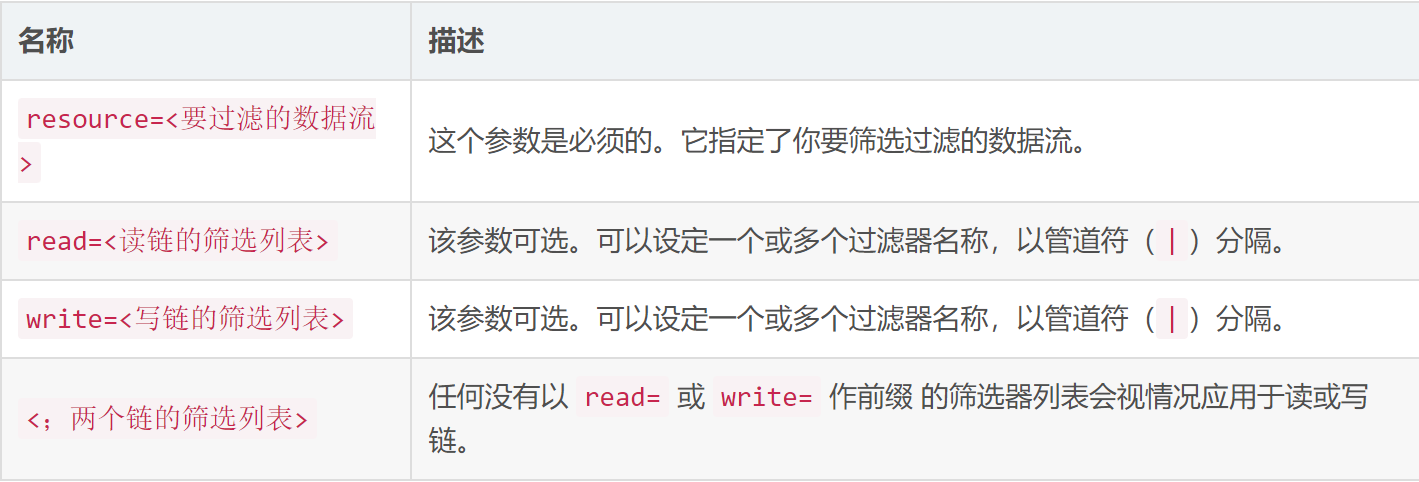 名称 描述
resource=<要过滤的数据流
>
这个参数是必须的。它指定了你要筛选过滤的数据流。
read=<读链的筛选列表> 该参数可选。可以设定一个或多个过滤器名称，以管道符（|）分隔。
write=<写链的筛选列表> 该参数可选。可以设定一个或多个过滤器名称，以管道符（|）分隔。
<；两个链的筛选列表>
任何没有以 read= 或 write= 作前缀 的筛选器列表会视情况应用于读或写
链。